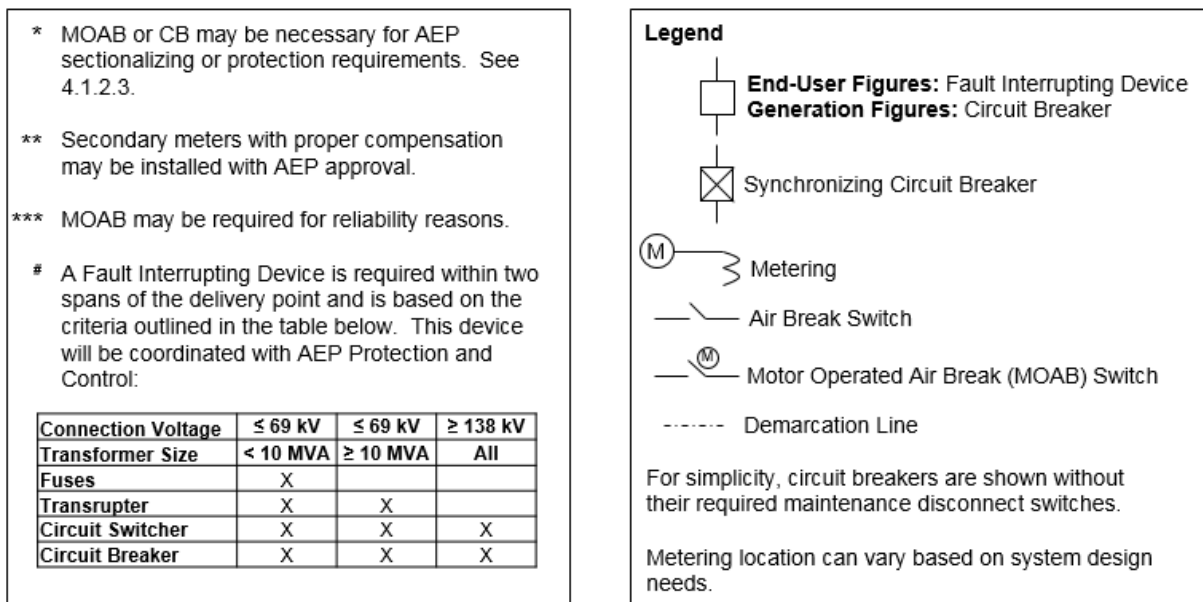 * MOAB or CB may be necessary for AEP
sectionalizing or protection requirements. See
4.1.2.3.
** Secondary meters with proper compensation
may be installed with AEP approval.
*** MOAB may be required for reliability reasons.
# A Fault Interrupting Device is required within two
spans of the delivery point and is based on the
criteria outlined in the table below. This device
will be coordinated with AEP Protection and
Control:
Connection Voltage ≤ 69 kV ≤ 69 kV ≥ 138 kV
Transformer Size < 10 MVA ≥ 10 MVA All
Fuses X
Transrupter X X
Circuit Switcher X X X
Circuit Breaker X X X
Legend
End-User Figures: Fault Interrupting Device
Generation Figures: Circuit Breaker
Synchronizing Circuit Breaker
M Metering
Air Break Switch
M
Motor Operated Air Break (MOAB) Switch
Demarcation Line
For simplicity, circuit breakers are shown without
their required maintenance disconnect switches.
Metering location can vary based on system design
needs.